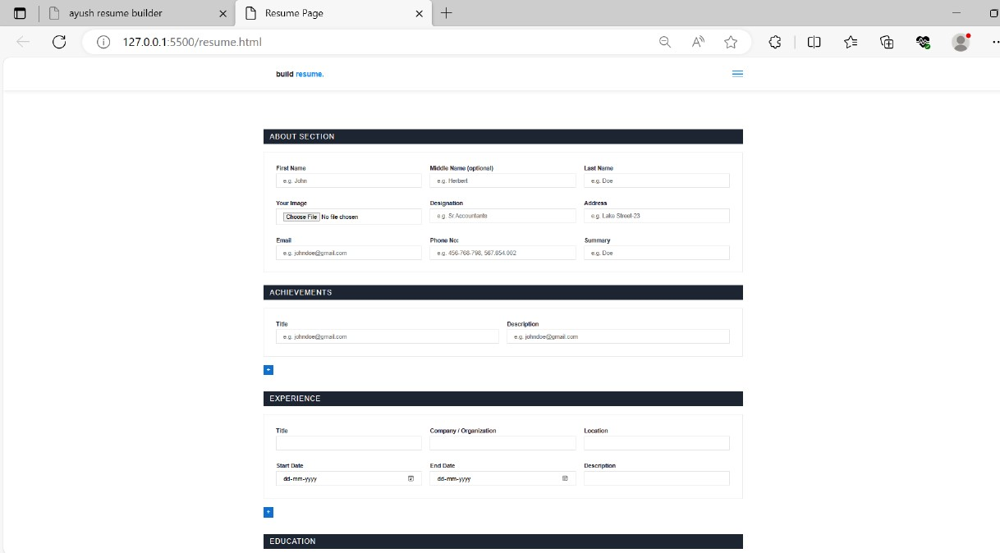 ayush resume builder
Resume Page
127.0.0.1:5500/resume.html
build resume.
ABOUT SECTION
First Name Middle Name (optional) Last Name
e.g. John e.g. Herbert e.g. Doe
Your Image Designation Address
Choose File No file chosen e.g. Sr.Accountants e.g. Lake Street-23
Email Phone No: Summary
e.g. johndoe@gmail.com e.g. 456-768-798, 567.654.002 e.g. Doe
ACHIEVEMENTS
Title Description
e.g. johndoe@gmail.com e.g. johndoe@gmail.com
+
EXPERIENCE
Title Company / Organization Location
Start Date End Date Description
dd-mm-yyyy dd-mm-yyyy
+
EDUCATION